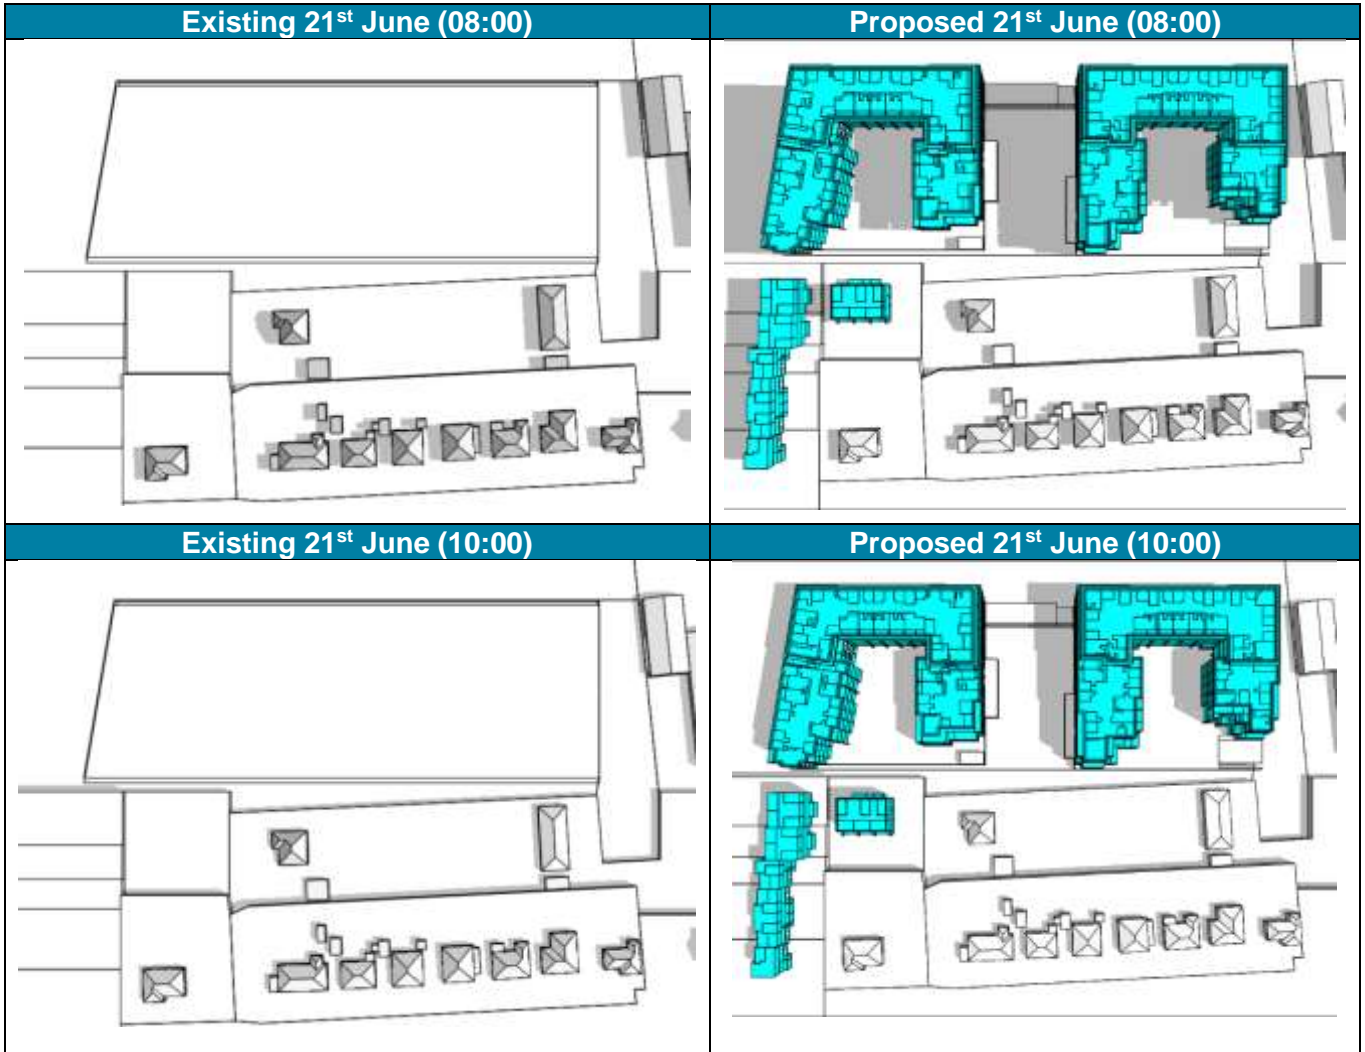 Existing 21st June (08:00)
Proposed 21st June (08:00)
Existing 21st June (10:00)
Proposed 21st June (10:00)